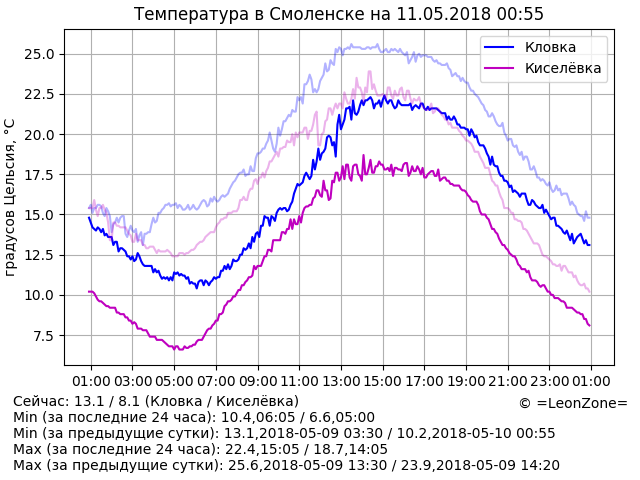 Температура в Смоленске на 11.05.2018 00:55
градусов Цельсия, °C
25.0
22.5
20.0
17.5
15.0
12.5
10.0
7.5
Кловка
Киселёвка
01:00 03:00 05:00 07:00 09:00 11:00 13:00 15:00 17:00 19:00 21:00 23:00 01:00
Сейчас: 13.1 / 8.1 (Кловка / Киселёвка)
© =LeonZone=
Min (за последние 24 часа): 10.4,06:05 / 6.6,05:00
Min (за предыдущие сутки): 13.1,2018-05-09 03:30 / 10.2,2018-05-10 00:55
Max (за последние 24 часа): 22.4,15:05 / 18.7,14:05
Max (за предыдущие сутки): 25.6,2018-05-09 13:30 / 23.9,2018-05-09 14:20